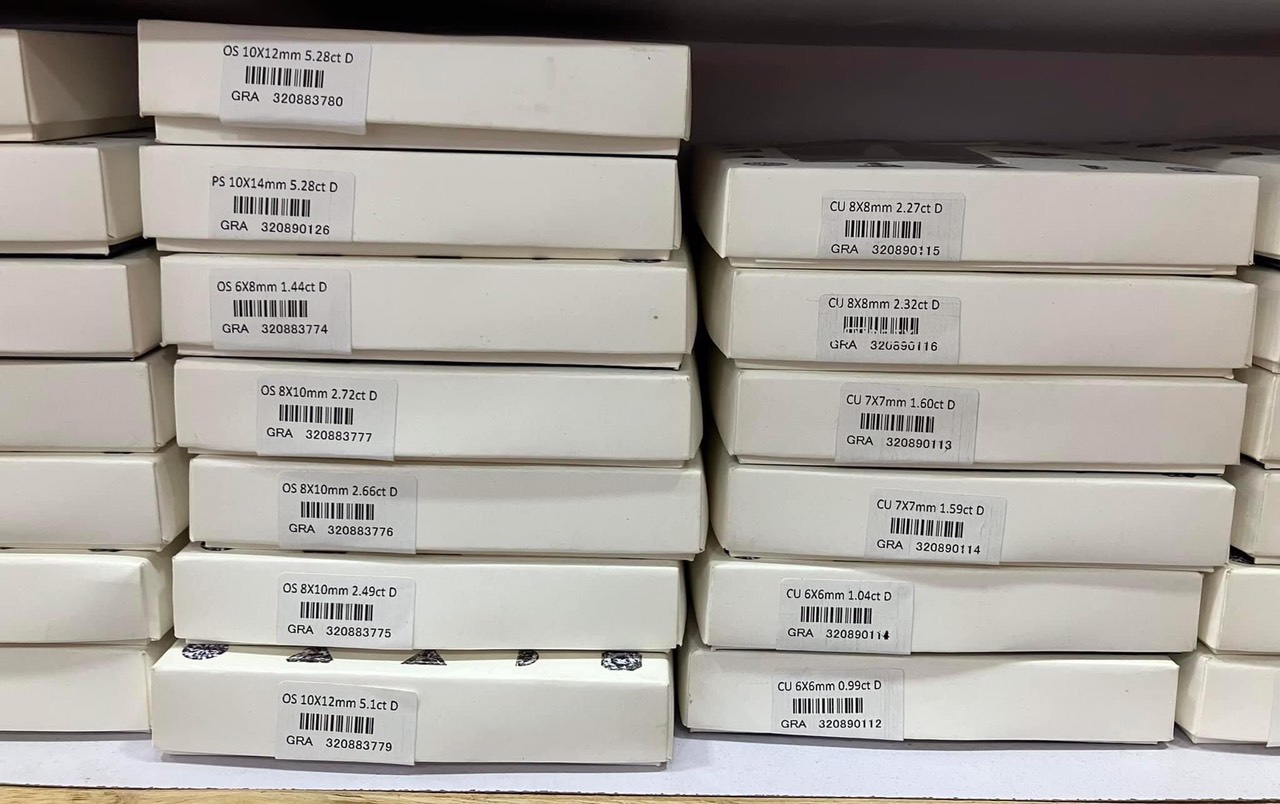 OS 10X12mm 5.28ct D
GRA 320883780
PS 10X14mm 5.28ct D
GRA 320890126
OS 6X8mm 1.44ct D
GRA 320883774
OS 8X10mm 2.72ct D
GRA 320883777
OS 8X10mm 2.66ct D
GRA 320883776
OS 8X10mm 2.49ct D
GRA 320883775
OS 10X12mm 5.1ct D
GRA 320883779
CU 8X8mm 2.27ct D
GRA 320890115
CU 8X8mm 2.32ct D
GRA 320890116
CU 7X7mm 1.60ct D
GRA 320890113
CU 7X7mm 1.59ct D
GRA 320890114
CU 6X6mm 1.04ct D
GRA
CU 6X6mm 0.99ct D
GRA 320890112